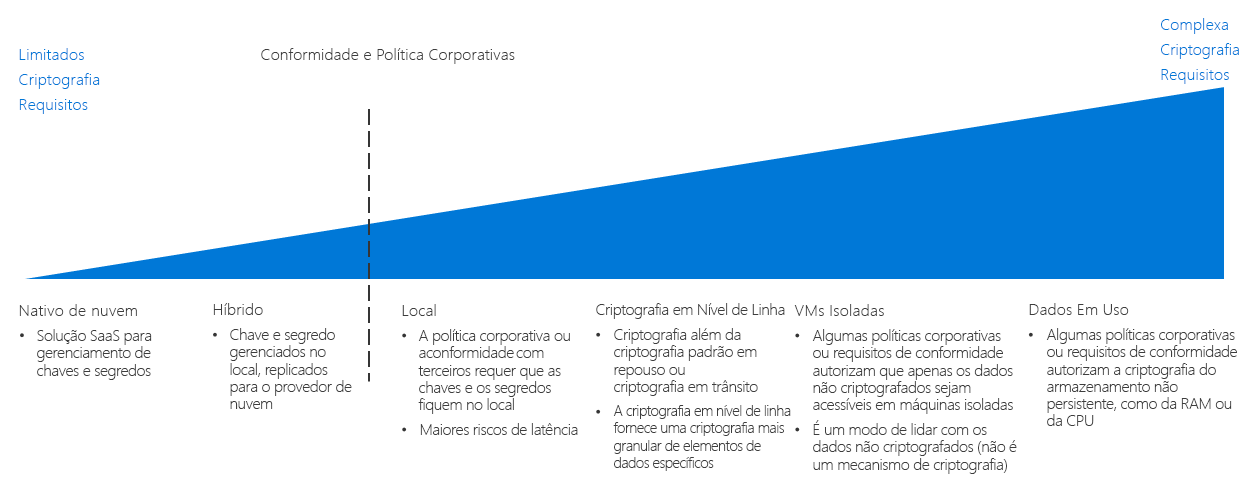 Limitados
Criptografia
Requisitos
Conformidade e Política Corporativas
Complexa
Criptografia
Requisitos
Nativo de nuvem
• Solução SaaS para
gerenciamento de
chaves e segredos
Híbrido
• Chave e segredo
gerenciados no
local, replicados
para o provedor de
nuvem
Local
• A política corporativa ou
aconformidade com
terceiros requer que as
chaves e os segredos
fiquem no local
• Maiores riscos de latência
Criptografia em Nível de Linha
• Criptografia além da
criptografia padrão em
repouso ou
criptografia em trânsito
• A criptografia em nível de linha
fornece uma criptografia mais
granular de elementos de
dados específicos
VMs Isoladas
• Algumas políticas corporativas
ou requisitos de conformidade
autorizam que apenas os dados
não criptografados sejam
acessíveis em máquinas isoladas
• É um modo de lidar com os
dados não criptografados (não é
um mecanismo de criptografia)
Dados Em Uso
• Algumas políticas corporativas
ou requisitos de conformidade
autorizam a criptografia do
armazenamento não
persistente, como da RAM ou
da CPU